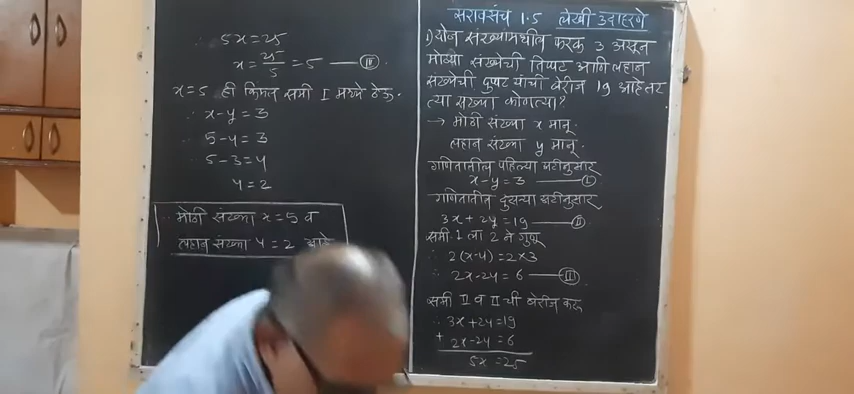 सरावसंच 1.5 लेखी उदाहरणे
1) दोन संख्यामधील फरक 3 असून
मोठ्या संख्येची तिप्पट आणि लहान
संख्येची दुप्पट यांची बेरीज 19 आहे तर
त्या संख्या कोणत्या?
→ मोठी संख्या x मानू.
लहान संख्या y मानू.
गणितातील पहिल्या अटीनुसार
x-y=3 —(I)
गणितातील दुसऱ्या अटीनुसार
3x+2y=19 —(II)
समी 1 ला 2 ने गुणू
∴ 2(x-y)=2×3
∴ 2x-2y=6 —(III)
समी II व II ची बेरीज करू
∴ 3x+2y=19
+ 2x-2y=6
5x=25
∴ 5x=25
x=25/5=5 —(IV)
x=5 ही किंमत समी I मध्ये ठेऊ.
∴ x-y=3
∴ 5-y=3
∴ 5-3=y
y=2
∴ मोठी संख्या x=5 व
लहान संख्या y=2 आहे